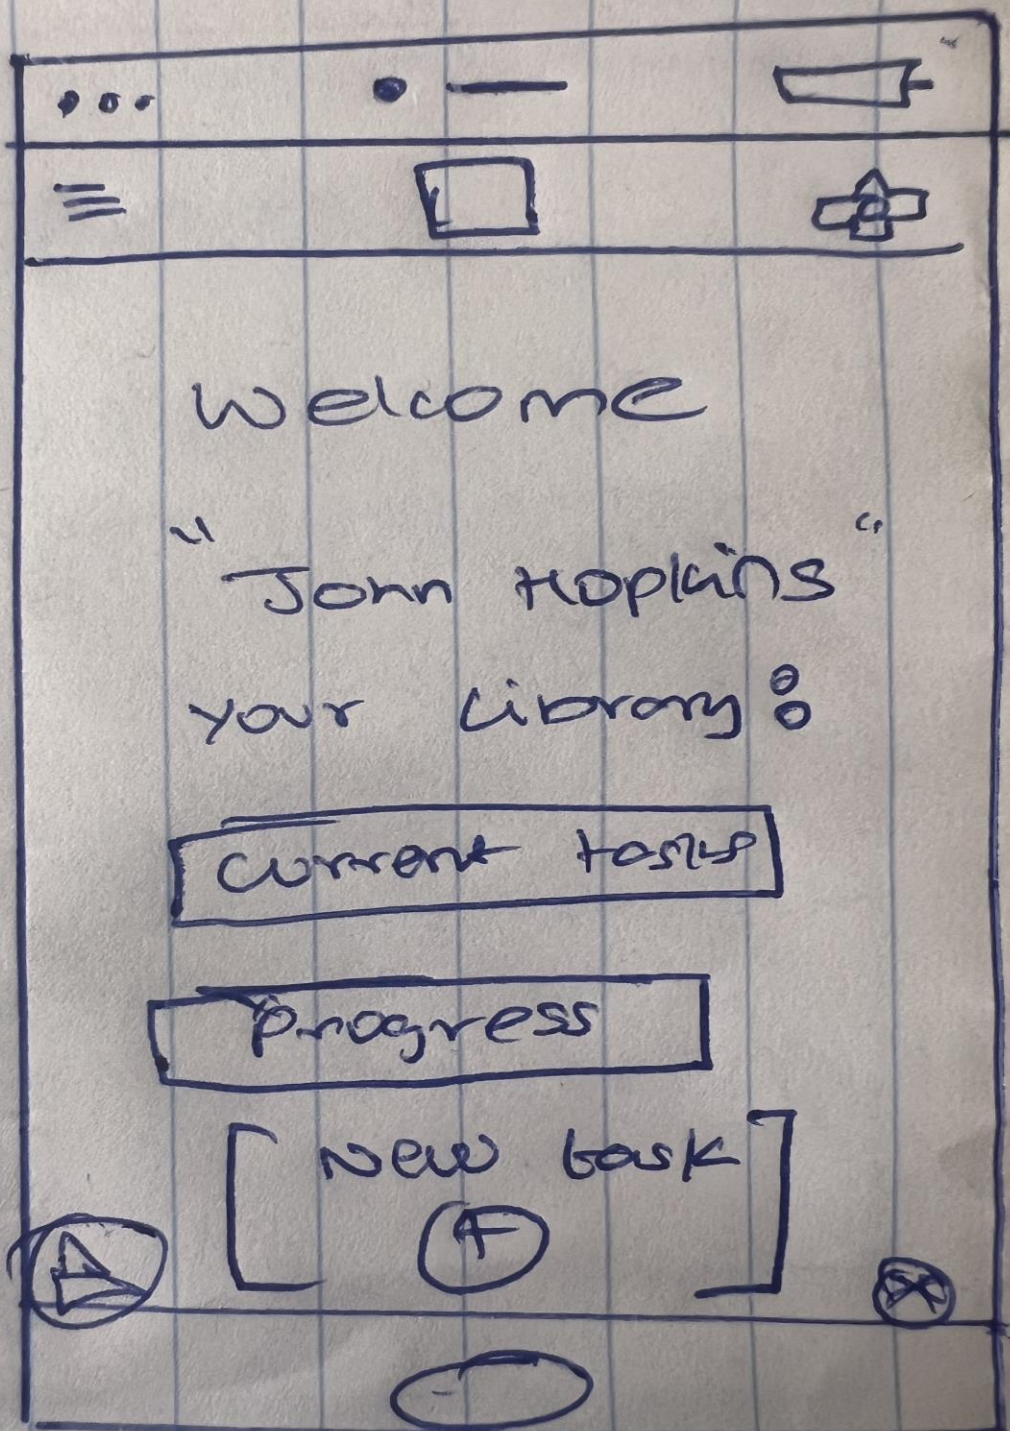 Welcome
"John Hopkins"
your Library:
Current tasks
Progress
New task
+